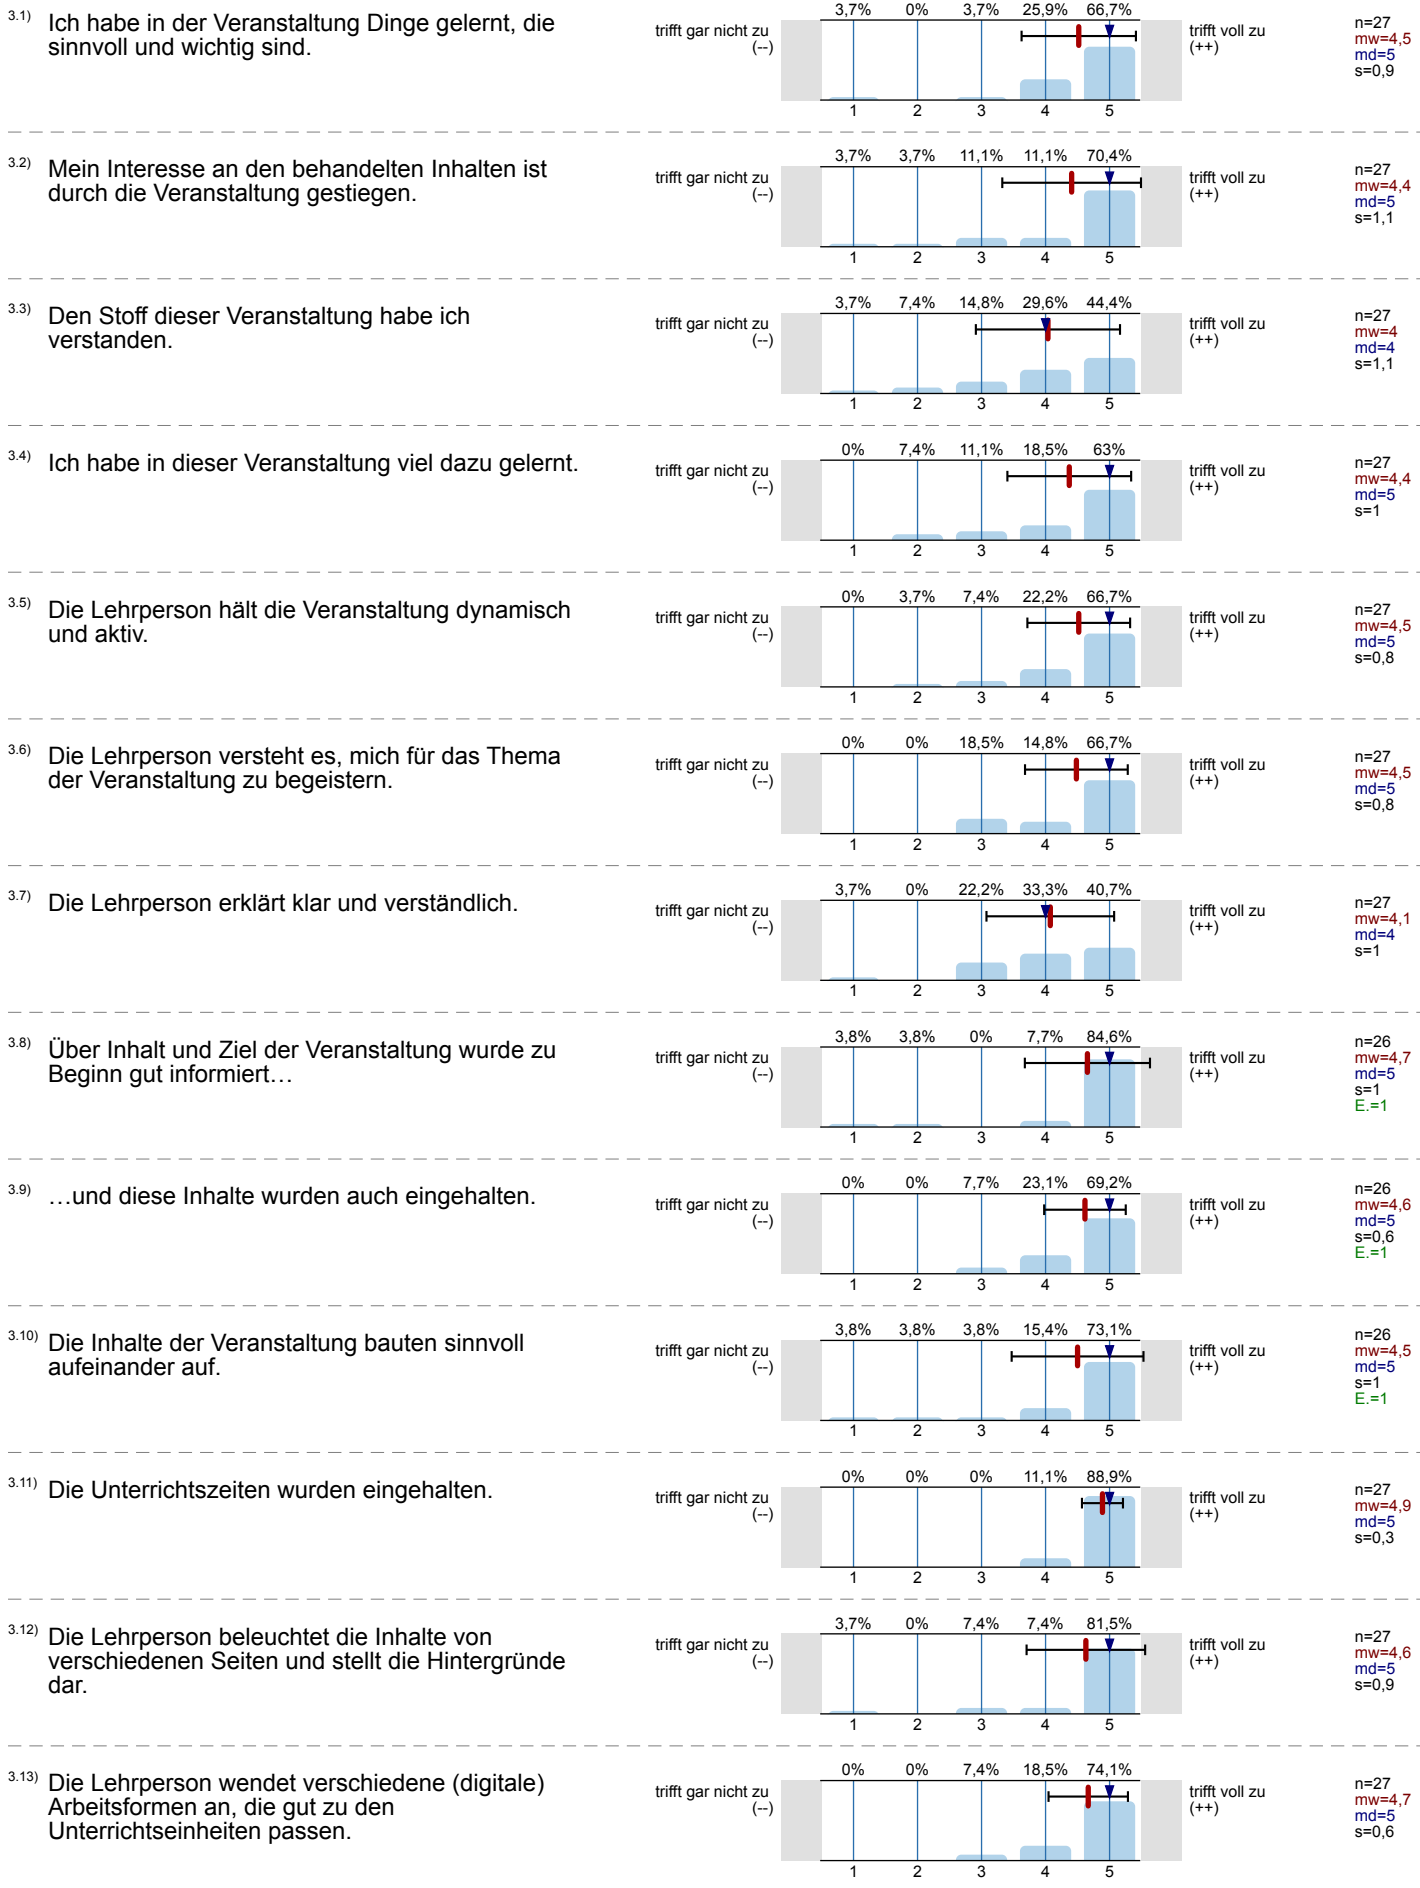 3.1) Ich habe in der Veranstaltung Dinge gelernt, die
sinnvoll und wichtig sind.
trifft gar nicht zu
(--)
3,7% 0% 3,7% 25,9% 66,7%
1 2 3 4 5
trifft voll zu
(++)
n=27
mw=4,5
md=5
s=0,9
3.2) Mein Interesse an den behandelten Inhalten ist
durch die Veranstaltung gestiegen.
trifft gar nicht zu
(--)
3,7% 3,7% 11,1% 11,1% 70,4%
1 2 3 4 5
trifft voll zu
(++)
n=27
mw=4,4
md=5
s=1,1
3.3) Den Stoff dieser Veranstaltung habe ich
verstanden.
trifft gar nicht zu
(--)
3,7% 7,4% 14,8% 29,6% 44,4%
1 2 3 4 5
trifft voll zu
(++)
n=27
mw=4
md=4
s=1,1
3.4) Ich habe in dieser Veranstaltung viel dazu gelernt.
trifft gar nicht zu
(--)
0% 7,4% 11,1% 18,5% 63%
1 2 3 4 5
trifft voll zu
(++)
n=27
mw=4,4
md=5
s=1
3.5) Die Lehrperson hält die Veranstaltung dynamisch
und aktiv.
trifft gar nicht zu
(--)
0% 3,7% 7,4% 22,2% 66,7%
1 2 3 4 5
trifft voll zu
(++)
n=27
mw=4,5
md=5
s=0,8
3.6) Die Lehrperson versteht es, mich für das Thema
der Veranstaltung zu begeistern.
trifft gar nicht zu
(--)
0% 0% 18,5% 14,8% 66,7%
1 2 3 4 5
trifft voll zu
(++)
n=27
mw=4,5
md=5
s=0,8
3.7) Die Lehrperson erklärt klar und verständlich.
trifft gar nicht zu
(--)
3,7% 0% 22,2% 33,3% 40,7%
1 2 3 4 5
trifft voll zu
(++)
n=27
mw=4,1
md=4
s=1
3.8) Über Inhalt und Ziel der Veranstaltung wurde zu
Beginn gut informiert…
trifft gar nicht zu
(--)
3,8% 3,8% 0% 7,7% 84,6%
1 2 3 4 5
trifft voll zu
(++)
n=26
mw=4,7
md=5
s=1
E.=1
3.9) …und diese Inhalte wurden auch eingehalten.
trifft gar nicht zu
(--)
0% 0% 7,7% 23,1% 69,2%
1 2 3 4 5
trifft voll zu
(++)
n=26
mw=4,6
md=5
s=0,6
E.=1
3.10) Die Inhalte der Veranstaltung bauten sinnvoll
aufeinander auf.
trifft gar nicht zu
(--)
3,8% 3,8% 3,8% 15,4% 73,1%
1 2 3 4 5
trifft voll zu
(++)
n=26
mw=4,5
md=5
s=1
E.=1
3.11) Die Unterrichtszeiten wurden eingehalten.
trifft gar nicht zu
(--)
0% 0% 0% 11,1% 88,9%
1 2 3 4 5
trifft voll zu
(++)
n=27
mw=4,9
md=5
s=0,3
3.12) Die Lehrperson beleuchtet die Inhalte von
verschiedenen Seiten und stellt die Hintergründe
dar.
trifft gar nicht zu
(--)
3,7% 0% 7,4% 7,4% 81,5%
1 2 3 4 5
trifft voll zu
(++)
n=27
mw=4,6
md=5
s=0,9
3.13) Die Lehrperson wendet verschiedene (digitale)
Arbeitsformen an, die gut zu den
Unterrichtseinheiten passen.
trifft gar nicht zu
(--)
0% 0% 7,4% 18,5% 74,1%
1 2 3 4 5
trifft voll zu
(++)
n=27
mw=4,7
md=5
s=0,6